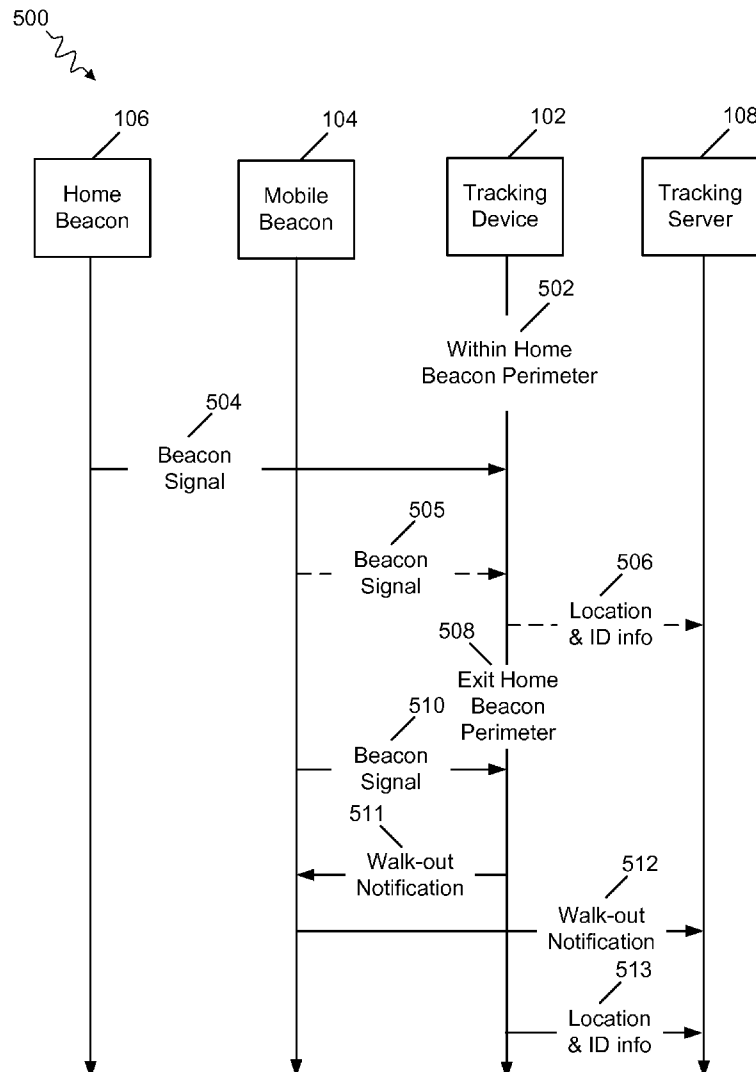 500
106
104
102
108
Home
Beacon
Mobile
Beacon
Tracking
Device
Tracking
Server
502
Within Home
Beacon Perimeter
504
Beacon
Signal
505
Beacon
Signal
506
Location
& ID info
508
Exit Home
Beacon
Perimeter
510
Beacon
Signal
511
Walk-out
Notification
512
Walk-out
Notification
513
Location
& ID info